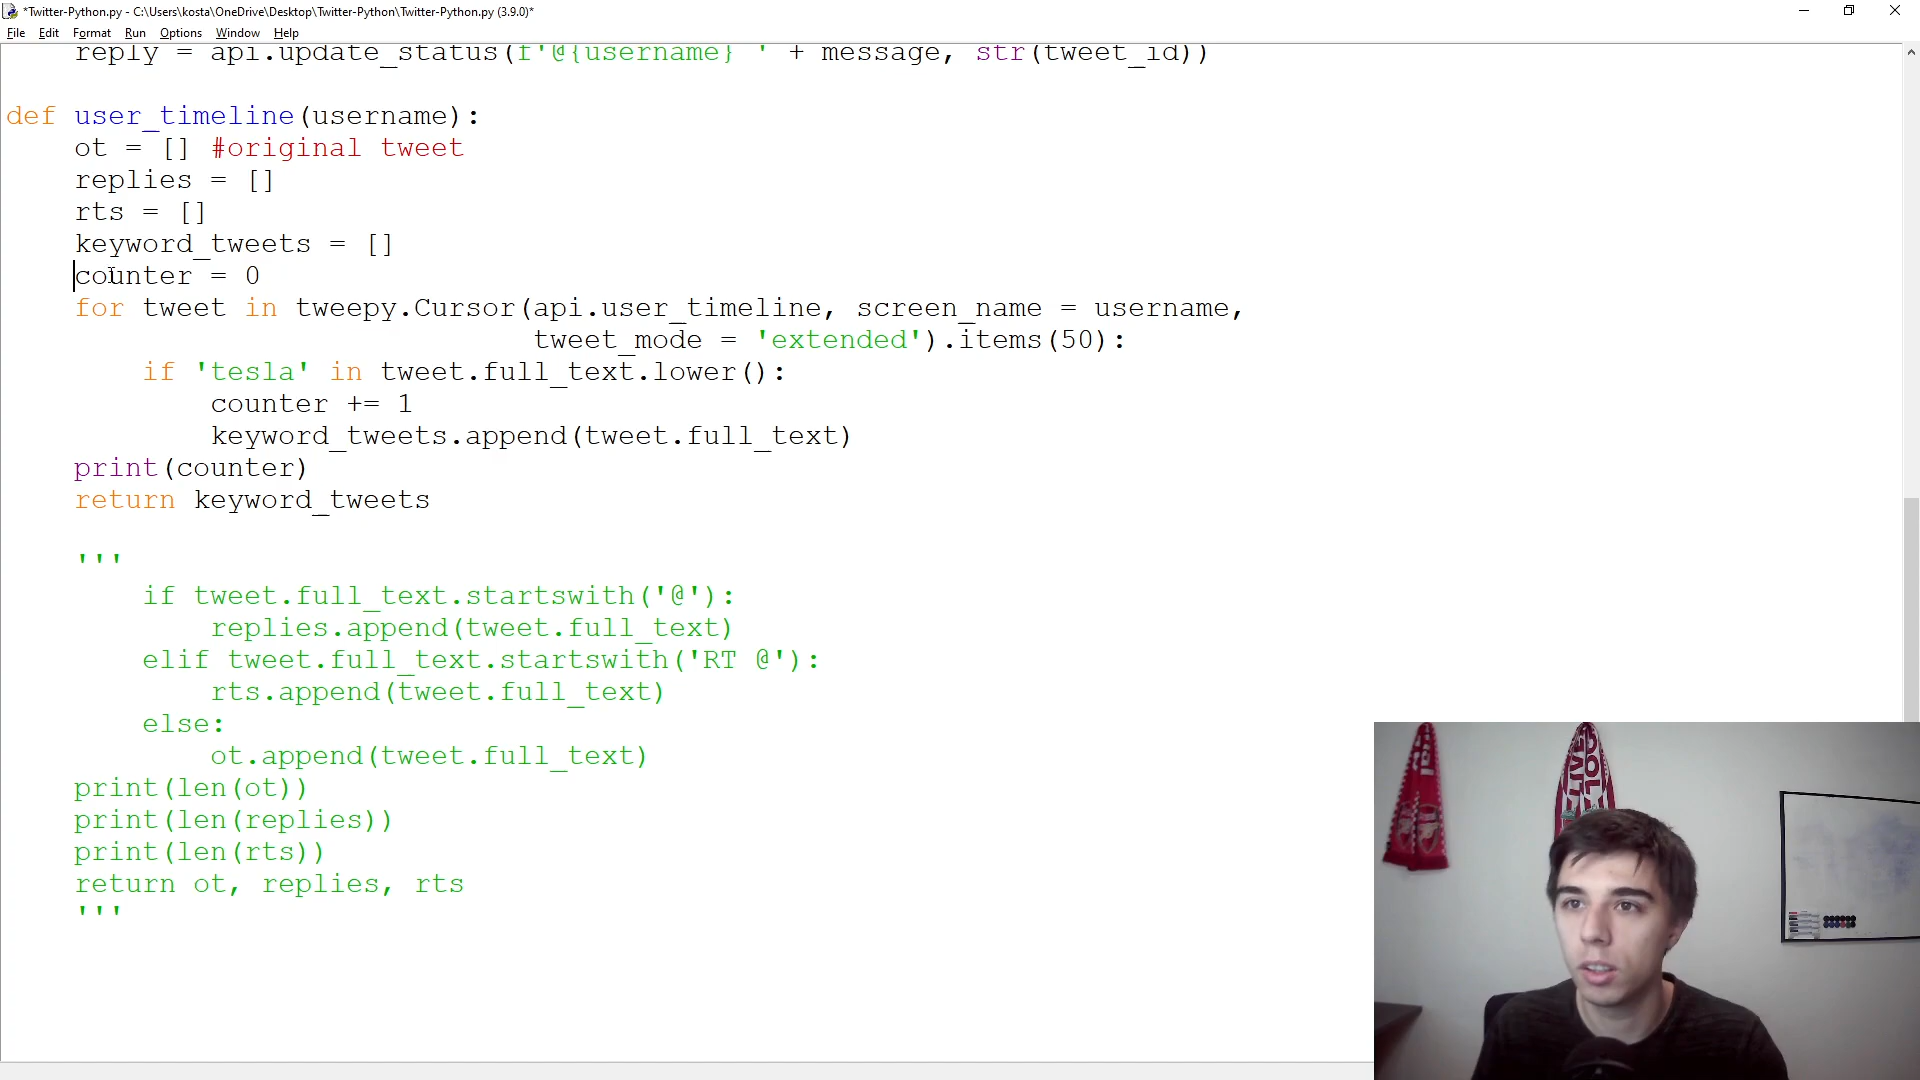 *Twitter-Python.py - C:\Users\kosta\OneDrive\Desktop\Twitter-Python\Twitter-Python.py (3.9.0)*
File Edit Format Run Options Window Help
    reply = api.update_status(f'@{username} ' + message, str(tweet_id))
def user_timeline(username):
    ot = [] #original tweet
    replies = []
    rts = []
    keyword_tweets = []
    counter = 0
    for tweet in tweepy.Cursor(api.user_timeline, screen_name = username,
                               tweet_mode = 'extended').items(50):
        if 'tesla' in tweet.full_text.lower():
            counter += 1
            keyword_tweets.append(tweet.full_text)
    print(counter)
    return keyword_tweets
    '''
        if tweet.full_text.startswith('@'):
            replies.append(tweet.full_text)
        elif tweet.full_text.startswith('RT @'):
            rts.append(tweet.full_text)
        else:
            ot.append(tweet.full_text)
    print(len(ot))
    print(len(replies))
    print(len(rts))
    return ot, replies, rts
    '''